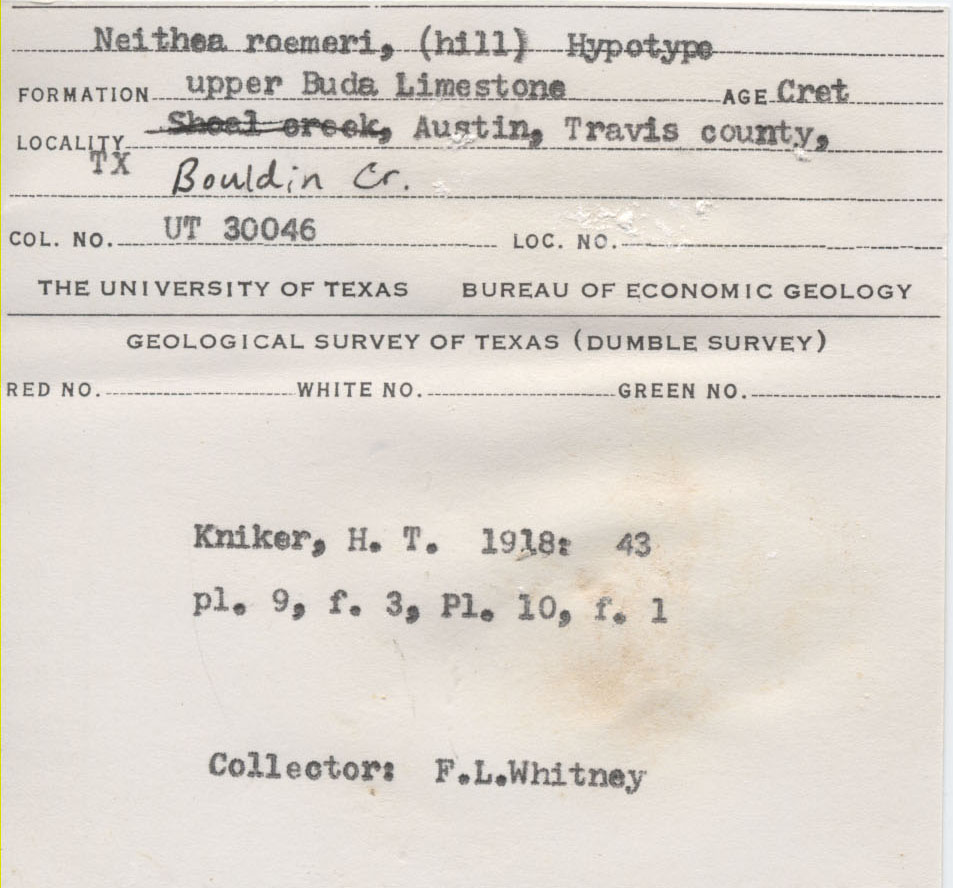 Neithea roemeri, (hill) Hypotype
FORMATION upper Buda Limestone AGE Cret
LOCALITY Shoal creek, Austin, Travis county,
TX Bouldin Cr.
COL. NO. UT 30046 LOC. NO.
THE UNIVERSITY OF TEXAS BUREAU OF ECONOMIC GEOLOGY
GEOLOGICAL SURVEY OF TEXAS (DUMBLE SURVEY)
RED NO. WHITE NO. GREEN NO.
Kniker, H. T. 1918: 43
pl. 9, f. 3, Pl. 10, f. 1
Collector: F.L.Whitney